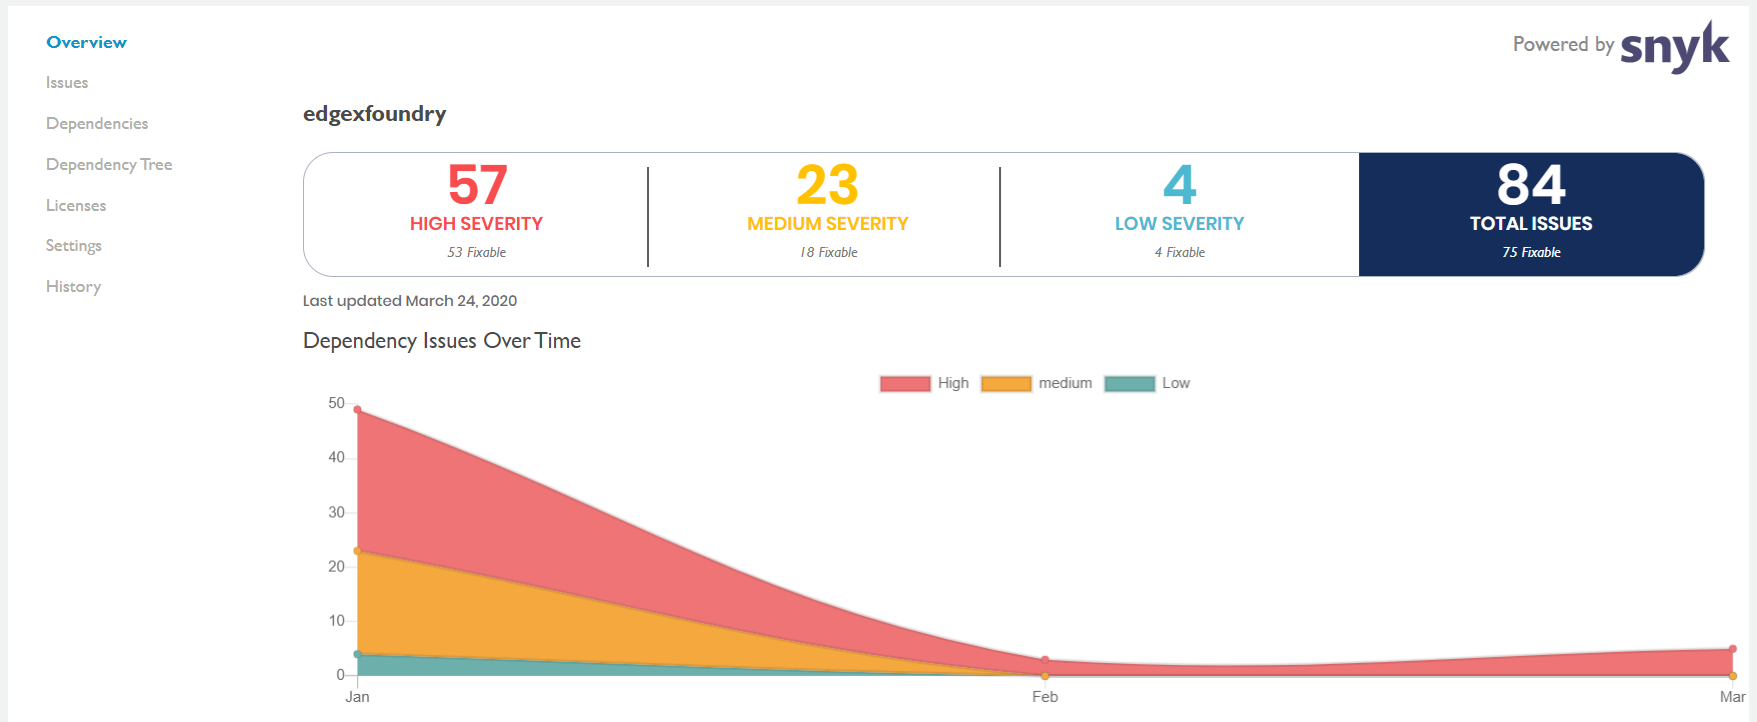 Overview
Issues
Dependencies
Dependency Tree
Licenses
Settings
History
Powered by snyk
edgexfoundry
57
HIGH SEVERITY
53 Fixable
23
MEDIUM SEVERITY
18 Fixable
4
LOW SEVERITY
4 Fixable
84
TOTAL ISSUES
75 Fixable
Last updated March 24, 2020
Dependency Issues Over Time
High medium Low
50
40
30
20
10
0
Jan Feb Mar